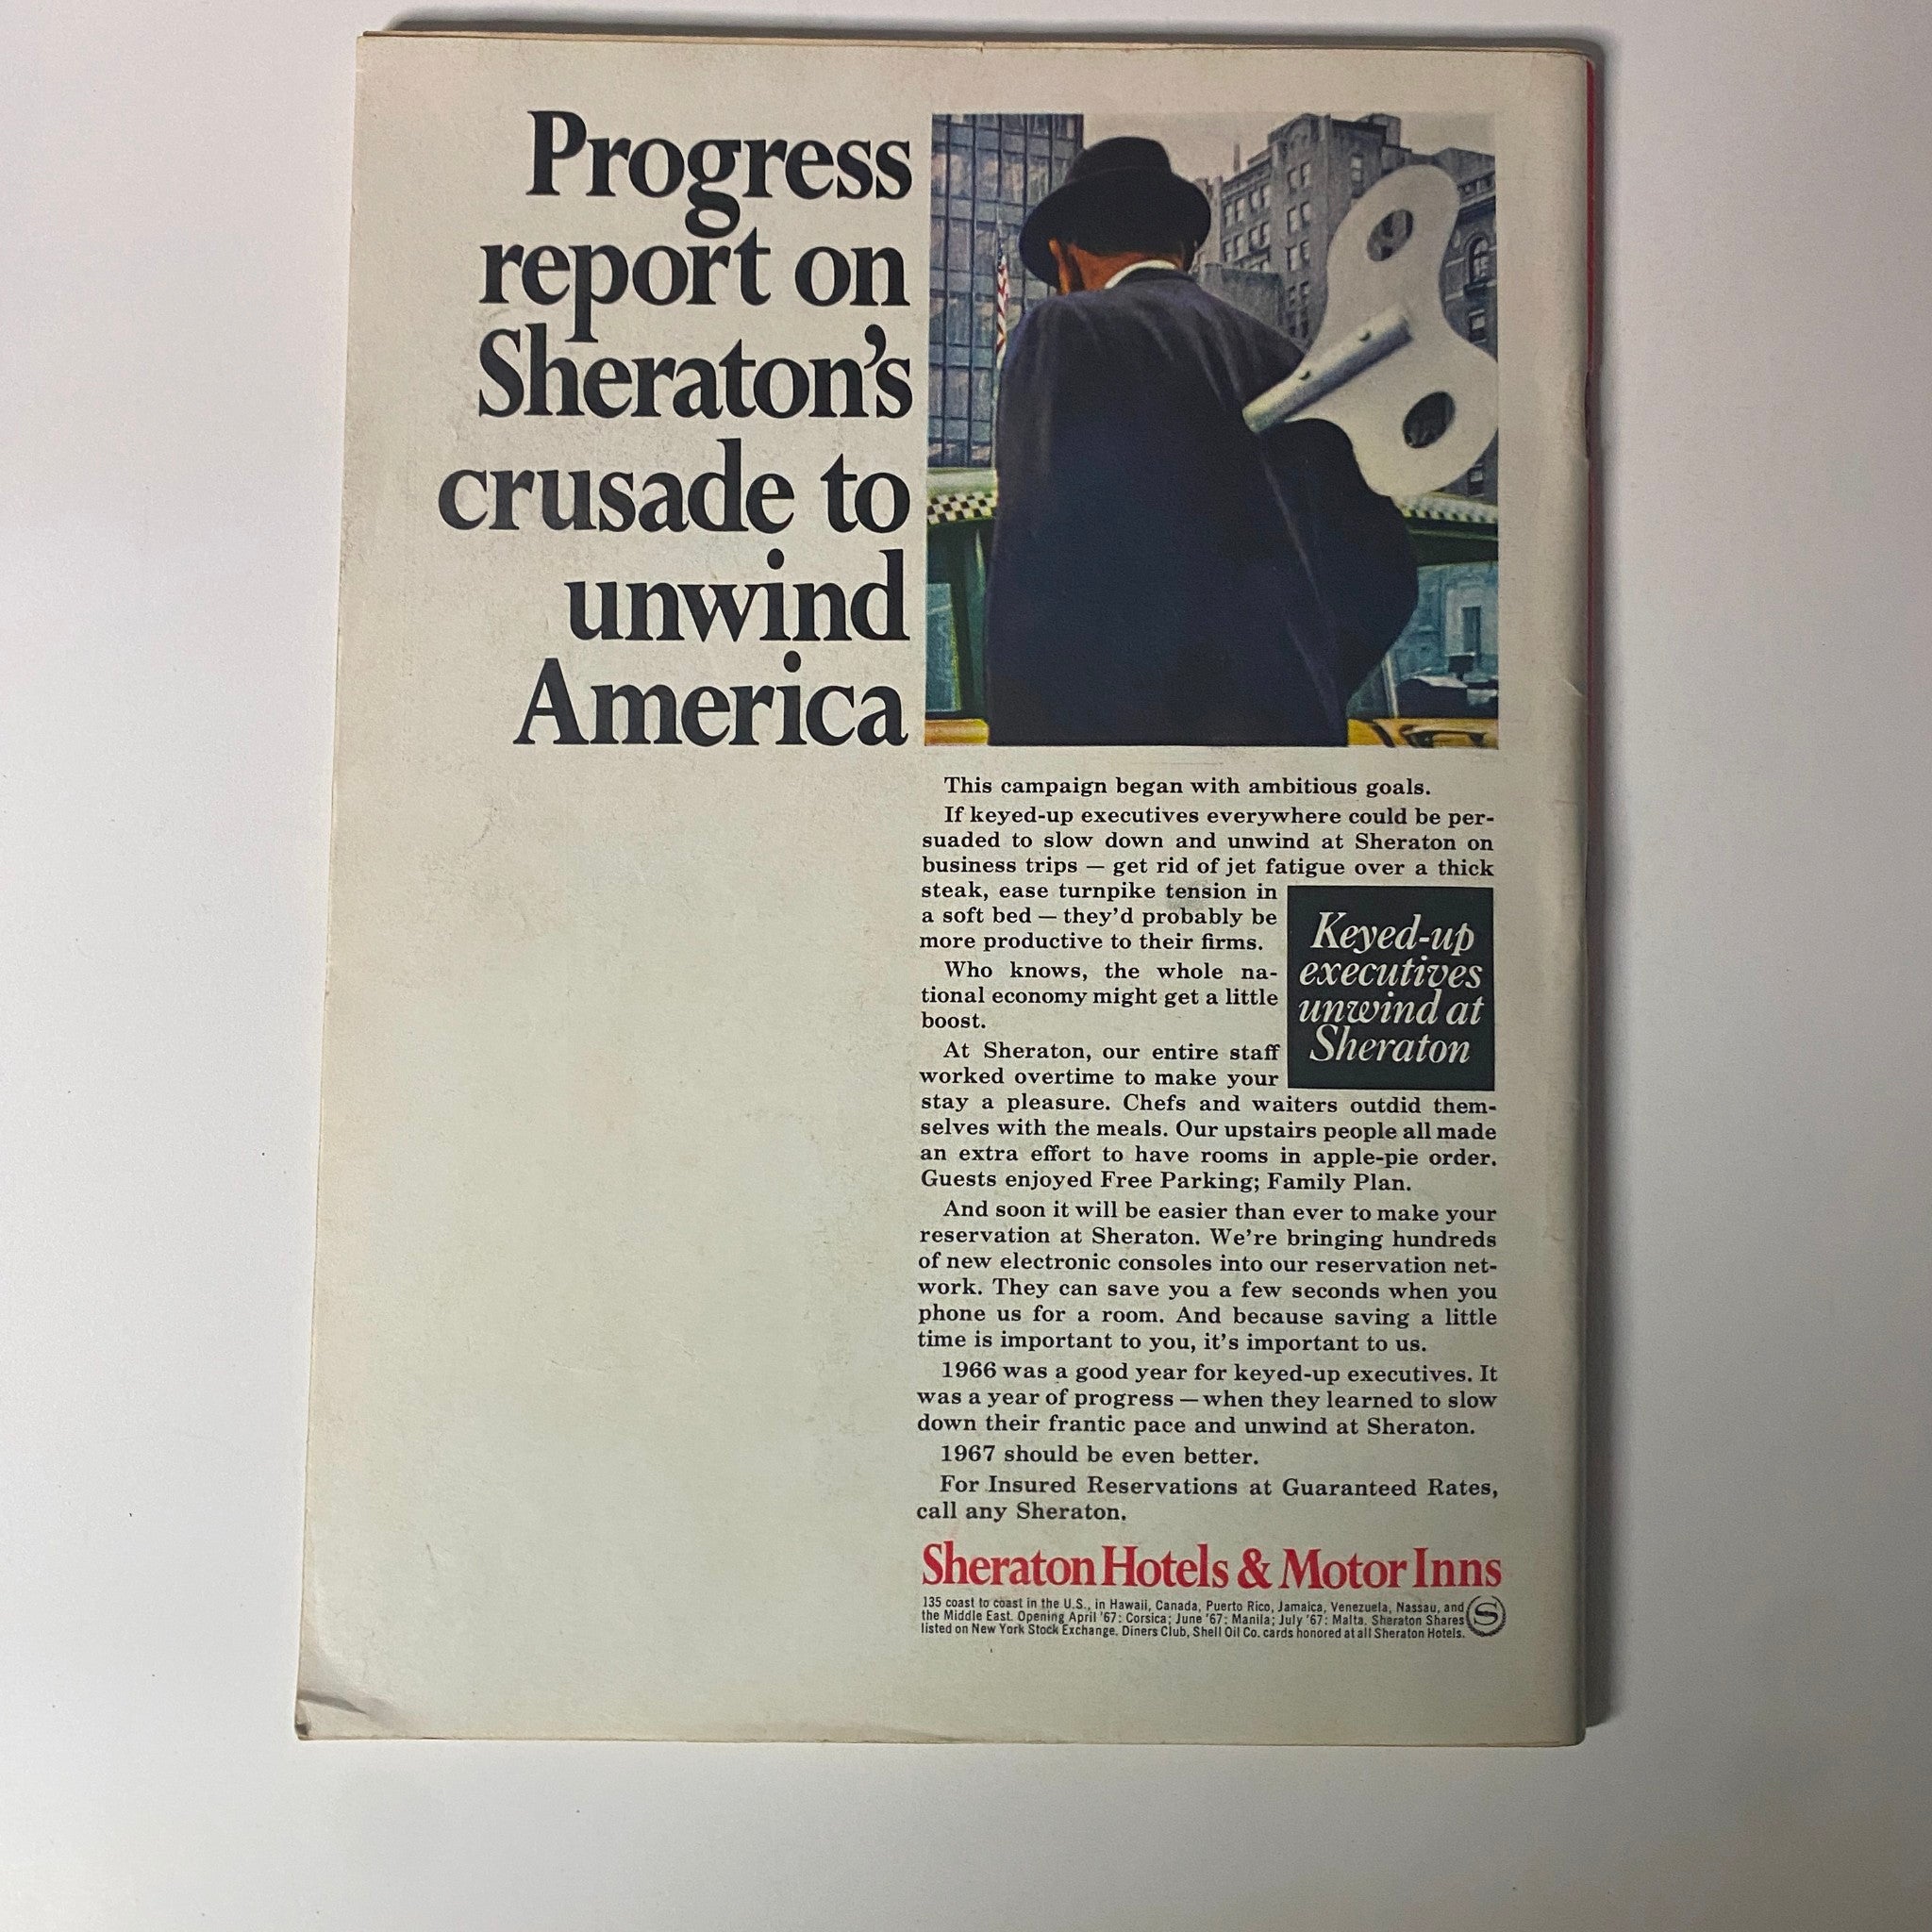 Progress
report on
Sheraton's
crusade to
unwind
America
This campaign began with ambitious goals.
If keyed-up executives everywhere could be per-
suaded to slow down and unwind at Sheraton on
business trips — get rid of jet fatigue over a thick
steak, ease turnpike tension in
a soft bed — they'd probably be
more productive to their firms.
Who knows, the whole na-
tional economy might get a little
boost.
At Sheraton, our entire staff
worked overtime to make your
Keyed-up
executives
unwind at
Sheraton
stay a pleasure. Chefs and waiters outdid them-
selves with the meals. Our upstairs people all made
an extra effort to have rooms in apple-pie order.
Guests enjoyed Free Parking; Family Plan.
And soon it will be easier than ever to make your
reservation at Sheraton. We're bringing hundreds
of new electronic consoles into our reservation net-
work. They can save you a few seconds when you
phone us for a room. And because saving a little
time is important to you, it's important to us.
1966 was a good year for keyed-up executives. It
was a year of progress — when they learned to slow
down their frantic pace and unwind at Sheraton.
1967 should be even better.
For Insured Reservations at Guaranteed Rates,
call any Sheraton.
Sheraton Hotels & Motor Inns
135 coast to coast in the U.S., in Hawaii, Canada, Puerto Rico, Jamaica, Venezuela, Nassau, and
the Middle East. Opening April '67: Corsica; June '67: Manila; July '67: Malta. Sheraton Shares
listed on New York Stock Exchange. Diners Club, Shell Oil Co. cards honored at all Sheraton Hotels.
S